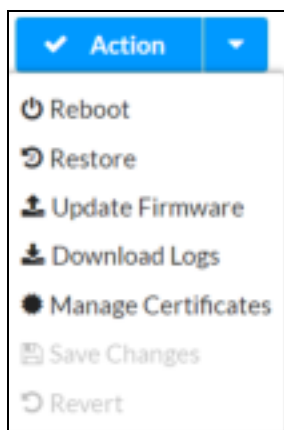 Action
Reboot
Restore
Update Firmware
Download Logs
Manage Certificates
Save Changes
Revert